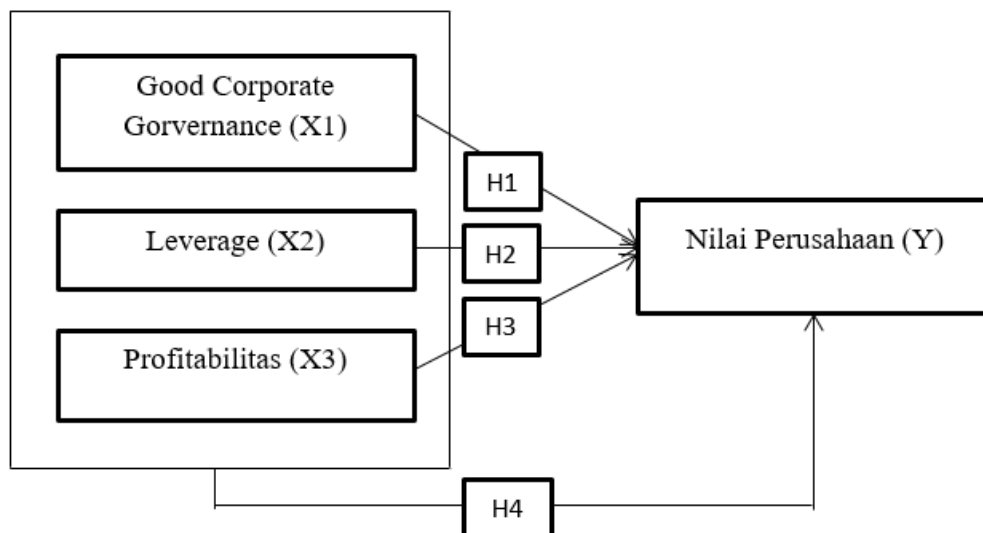 Good Corporate
Gorvernance (X1)
H1
Leverage (X2)
H2
Nilai Perusahaan (Y)
H3
Profitabilitas (X3)
H4